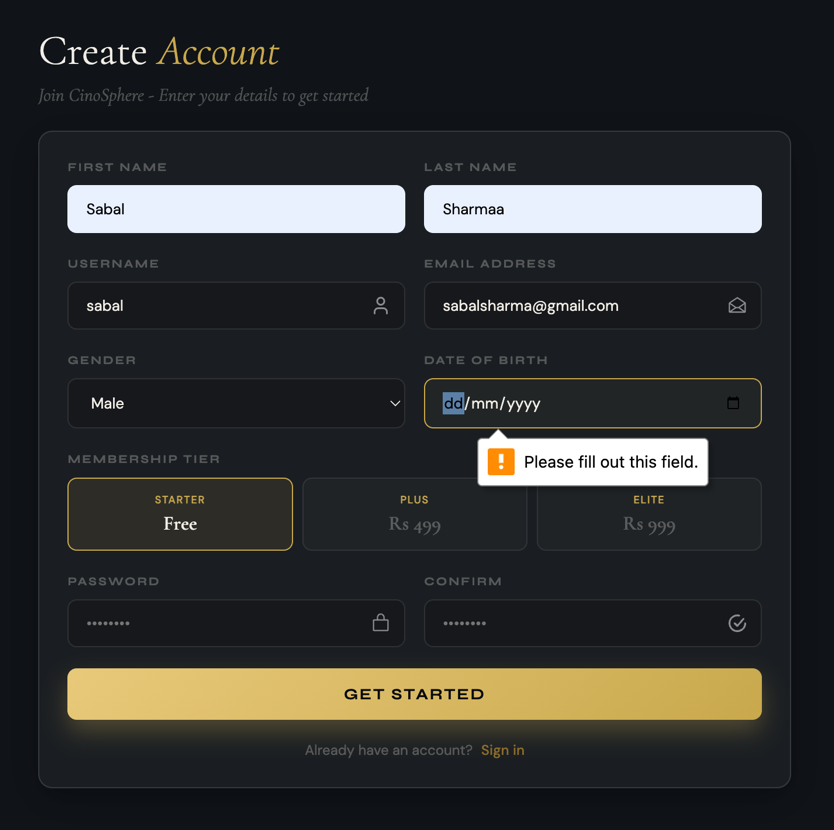 Create Account
Join CinoSphere - Enter your details to get started
FIRST NAME
LAST NAME
Sabal
Sharmaa
USERNAME
EMAIL ADDRESS
sabal
sabalsharma@gmail.com
GENDER
DATE OF BIRTH
Male
dd/mm/yyyy
Please fill out this field.
MEMBERSHIP TIER
STARTER
Free
PLUS
Rs 499
ELITE
Rs 999
PASSWORD
CONFIRM
••••••••
••••••••
GET STARTED
Already have an account? Sign in